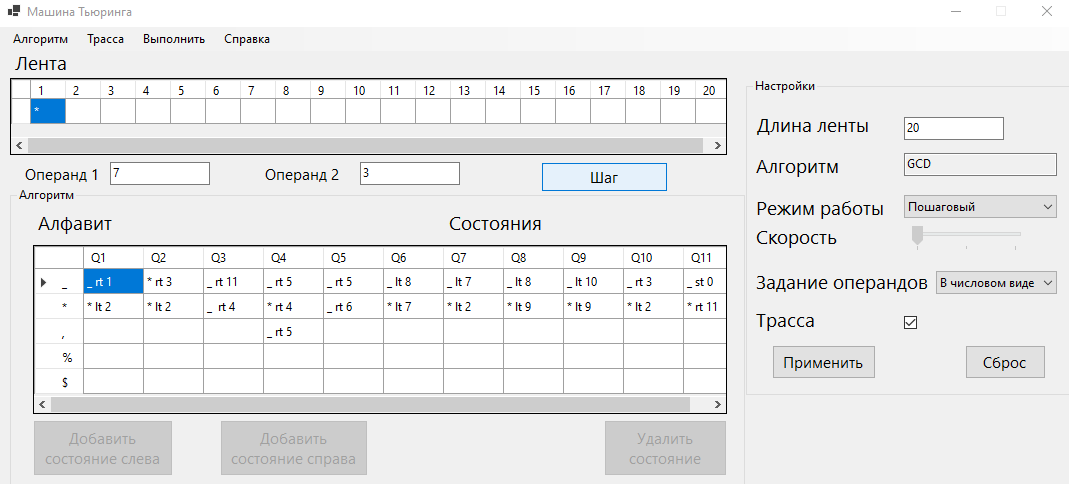 Машина Тьюринга
Алгоритм Трасса Выполнить Справка
Лента
1 2 3 4 5 6 7 8 9 10 11 12 13 14 15 16 17 18 19 20
*
Настройки
Длина ленты 20
Операнд 1 7 Операнд 2 3 Шаг
Алгоритм GCD
Алгоритм
Режим работы Пошаговый
Алфавит Состояния
Скорость
Q1 Q2 Q3 Q4 Q5 Q6 Q7 Q8 Q9 Q10 Q11
_ _ rt 1 * rt 3 _ rt 11 _ rt 5 _ rt 5 _ lt 8 _ lt 7 _ lt 8 _ lt 10 _ rt 3 _ st 0
* * lt 2 * lt 2 _ rt 4 * rt 4 _ rt 6 * lt 7 * lt 2 * lt 9 * lt 9 * lt 2 * rt 11
, _ rt 5
%
$
Задание операндов В числовом виде
Трасса
Применить Сброс
Добавить состояние слева
Добавить состояние справа
Удалить состояние